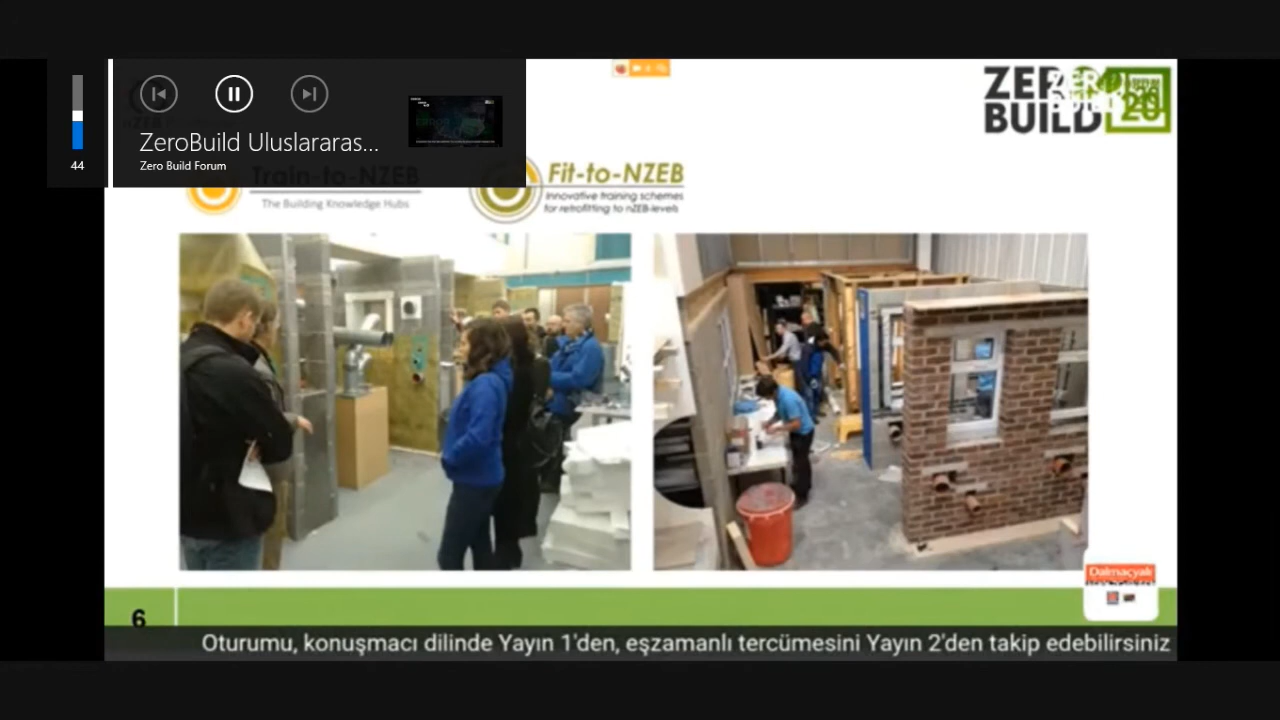 44
ZeroBuild Uluslararas...
Zero Build Forum
ZERO
BUILD
20
Train-to-NZEB
The Building Knowledge Hubs
Fit-to-NZEB
Innovative training schemes
for retrofitting to nZEB-levels
Dalmaçyalı
6
Oturumu, konuşmacı dilinde Yayın 1'den, eşzamanlı tercümesini Yayın 2'den takip edebilirsiniz